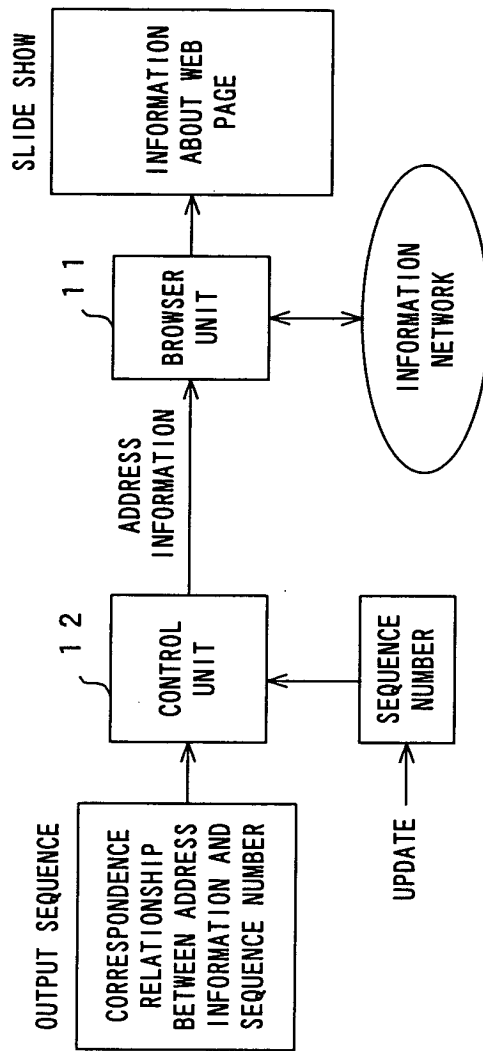 OUTPUT SEQUENCE
CORRESPONDENCE
RELATIONSHIP
BETWEEN ADDRESS
INFORMATION AND
SEQUENCE NUMBER
12
CONTROL
UNIT
UPDATE
SEQUENCE
NUMBER
ADDRESS
INFORMATION
11
BROWSER
UNIT
INFORMATION
NETWORK
SLIDE SHOW
INFORMATION
ABOUT WEB
PAGE